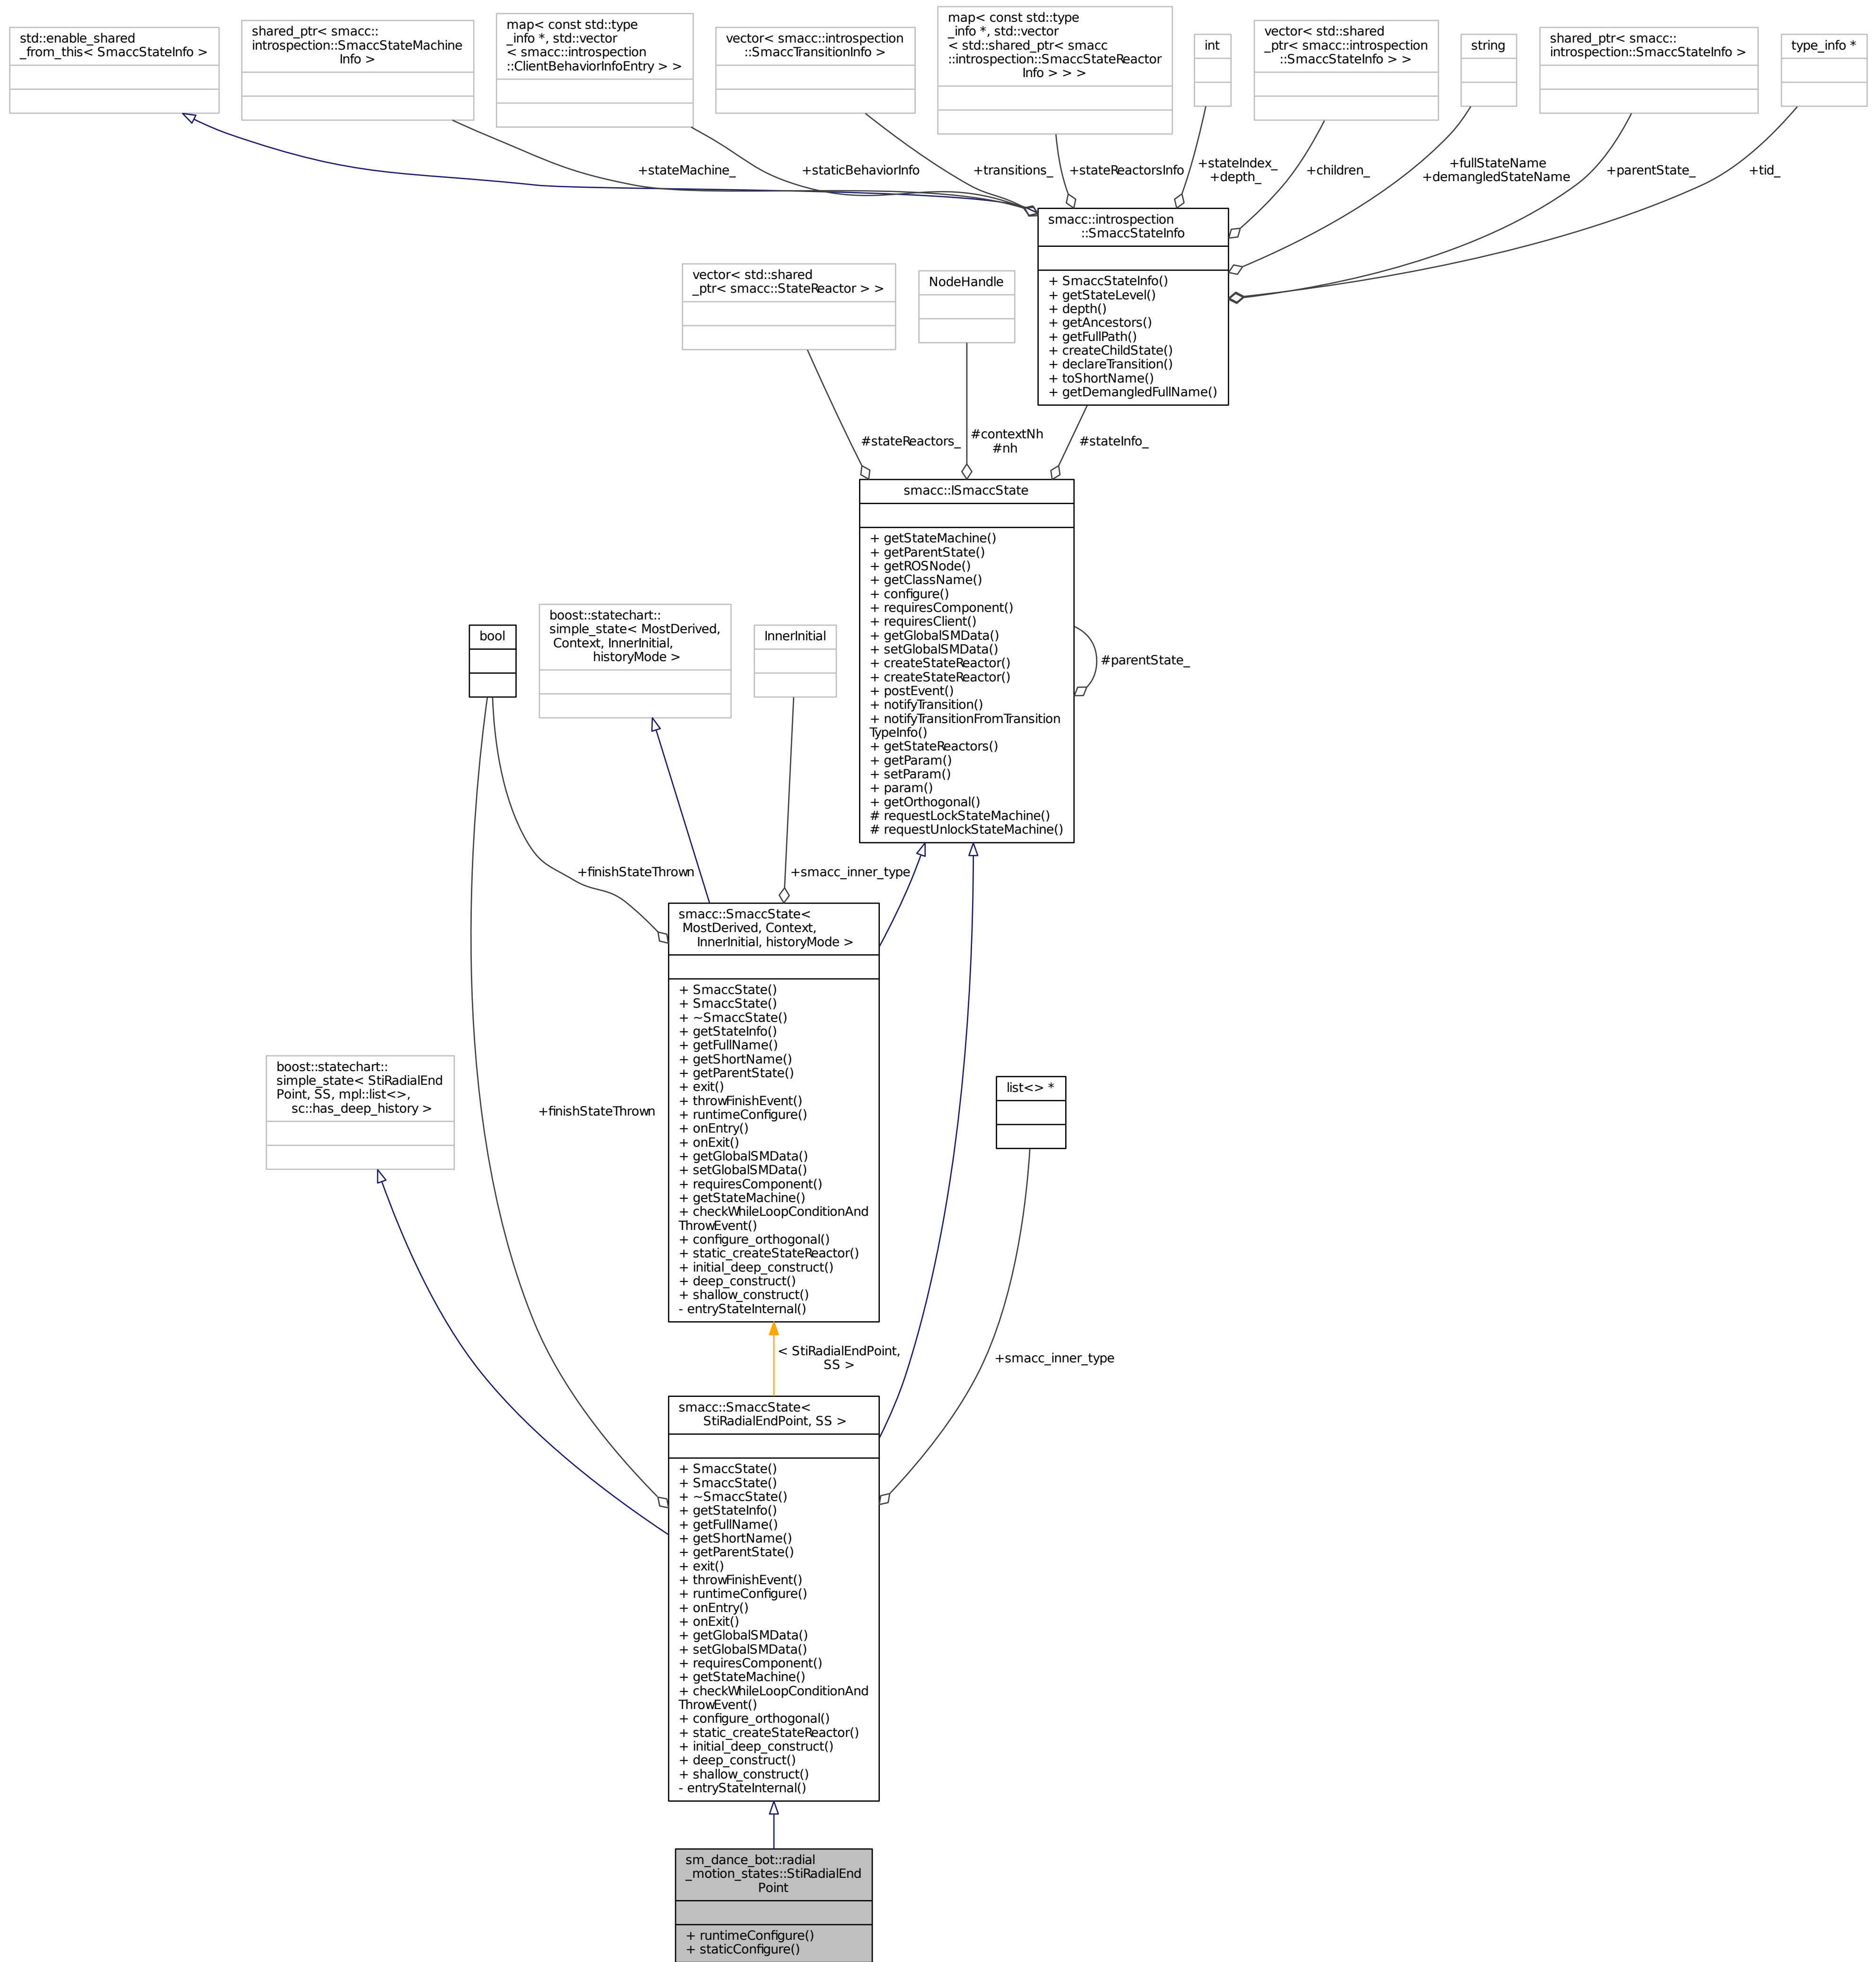 std::enable_shared
_from_this< SmaccStateInfo >
shared_ptr< smacc::
introspection::SmaccStateMachine
Info >
map< const std::type
_info *, std::vector
< smacc::introspection
::ClientBehaviorInfoEntry > >
vector< smacc::introspection
::SmaccTransitionInfo >
map< const std::type
_info *, std::vector
< std::shared_ptr< smacc
::introspection::SmaccStateReactor
Info > > >
int
vector< std::shared
_ptr< smacc::introspection
::SmaccStateInfo > >
string
shared_ptr< smacc::
introspection::SmaccStateInfo >
type_info *
+stateMachine_
+staticBehaviorInfo
+transitions_
+stateReactorsInfo
+stateIndex_
+depth_
+children_
+fullStateName
+demangledStateName
+parentState_
+tid_
smacc::introspection
::SmaccStateInfo
+ SmaccStateInfo()
+ getStateLevel()
+ depth()
+ getAncestors()
+ getFullPath()
+ createChildState()
+ declareTransition()
+ toShortName()
+ getDemangledFullName()
vector< std::shared
_ptr< smacc::StateReactor > >
NodeHandle
#stateReactors_
#contextNh
#nh
#stateInfo_
smacc::ISmaccState
+ getStateMachine()
+ getParentState()
+ getROSNode()
+ getClassName()
+ configure()
+ requiresComponent()
+ requiresClient()
+ getGlobalSMData()
+ setGlobalSMData()
+ createStateReactor()
+ createStateReactor()
+ postEvent()
+ notifyTransition()
+ notifyTransitionFromTransition
TypeInfo()
+ getStateReactors()
+ getParam()
+ setParam()
+ param()
+ getOrthogonal()
# requestLockStateMachine()
# requestUnlockStateMachine()
#parentState_
bool
boost::statechart::
simple_state< MostDerived,
Context, InnerInitial,
historyMode >
InnerInitial
+finishStateThrown
+smacc_inner_type
smacc::SmaccState<
MostDerived, Context,
InnerInitial, historyMode >
+ SmaccState()
+ SmaccState()
+ ~SmaccState()
+ getStateInfo()
+ getFullName()
+ getShortName()
+ getParentState()
+ exit()
+ throwFinishEvent()
+ runtimeConfigure()
+ onEntry()
+ onExit()
+ getGlobalSMData()
+ setGlobalSMData()
+ requiresComponent()
+ getStateMachine()
+ checkWhileLoopConditionAnd
ThrowEvent()
+ configure_orthogonal()
+ static_createStateReactor()
+ initial_deep_construct()
+ deep_construct()
+ shallow_construct()
- entryStateInternal()
boost::statechart::
simple_state< StiRadialEnd
Point, SS, mpl::list<>,
sc::has_deep_history >
+finishStateThrown
list<> *
< StiRadialEndPoint,
SS >
+smacc_inner_type
smacc::SmaccState<
StiRadialEndPoint, SS >
+ SmaccState()
+ SmaccState()
+ ~SmaccState()
+ getStateInfo()
+ getFullName()
+ getShortName()
+ getParentState()
+ exit()
+ throwFinishEvent()
+ runtimeConfigure()
+ onEntry()
+ onExit()
+ getGlobalSMData()
+ setGlobalSMData()
+ requiresComponent()
+ getStateMachine()
+ checkWhileLoopConditionAnd
ThrowEvent()
+ configure_orthogonal()
+ static_createStateReactor()
+ initial_deep_construct()
+ deep_construct()
+ shallow_construct()
- entryStateInternal()
sm_dance_bot::radial
_motion_states::StiRadialEnd
Point
+ runtimeConfigure()
+ staticConfigure()